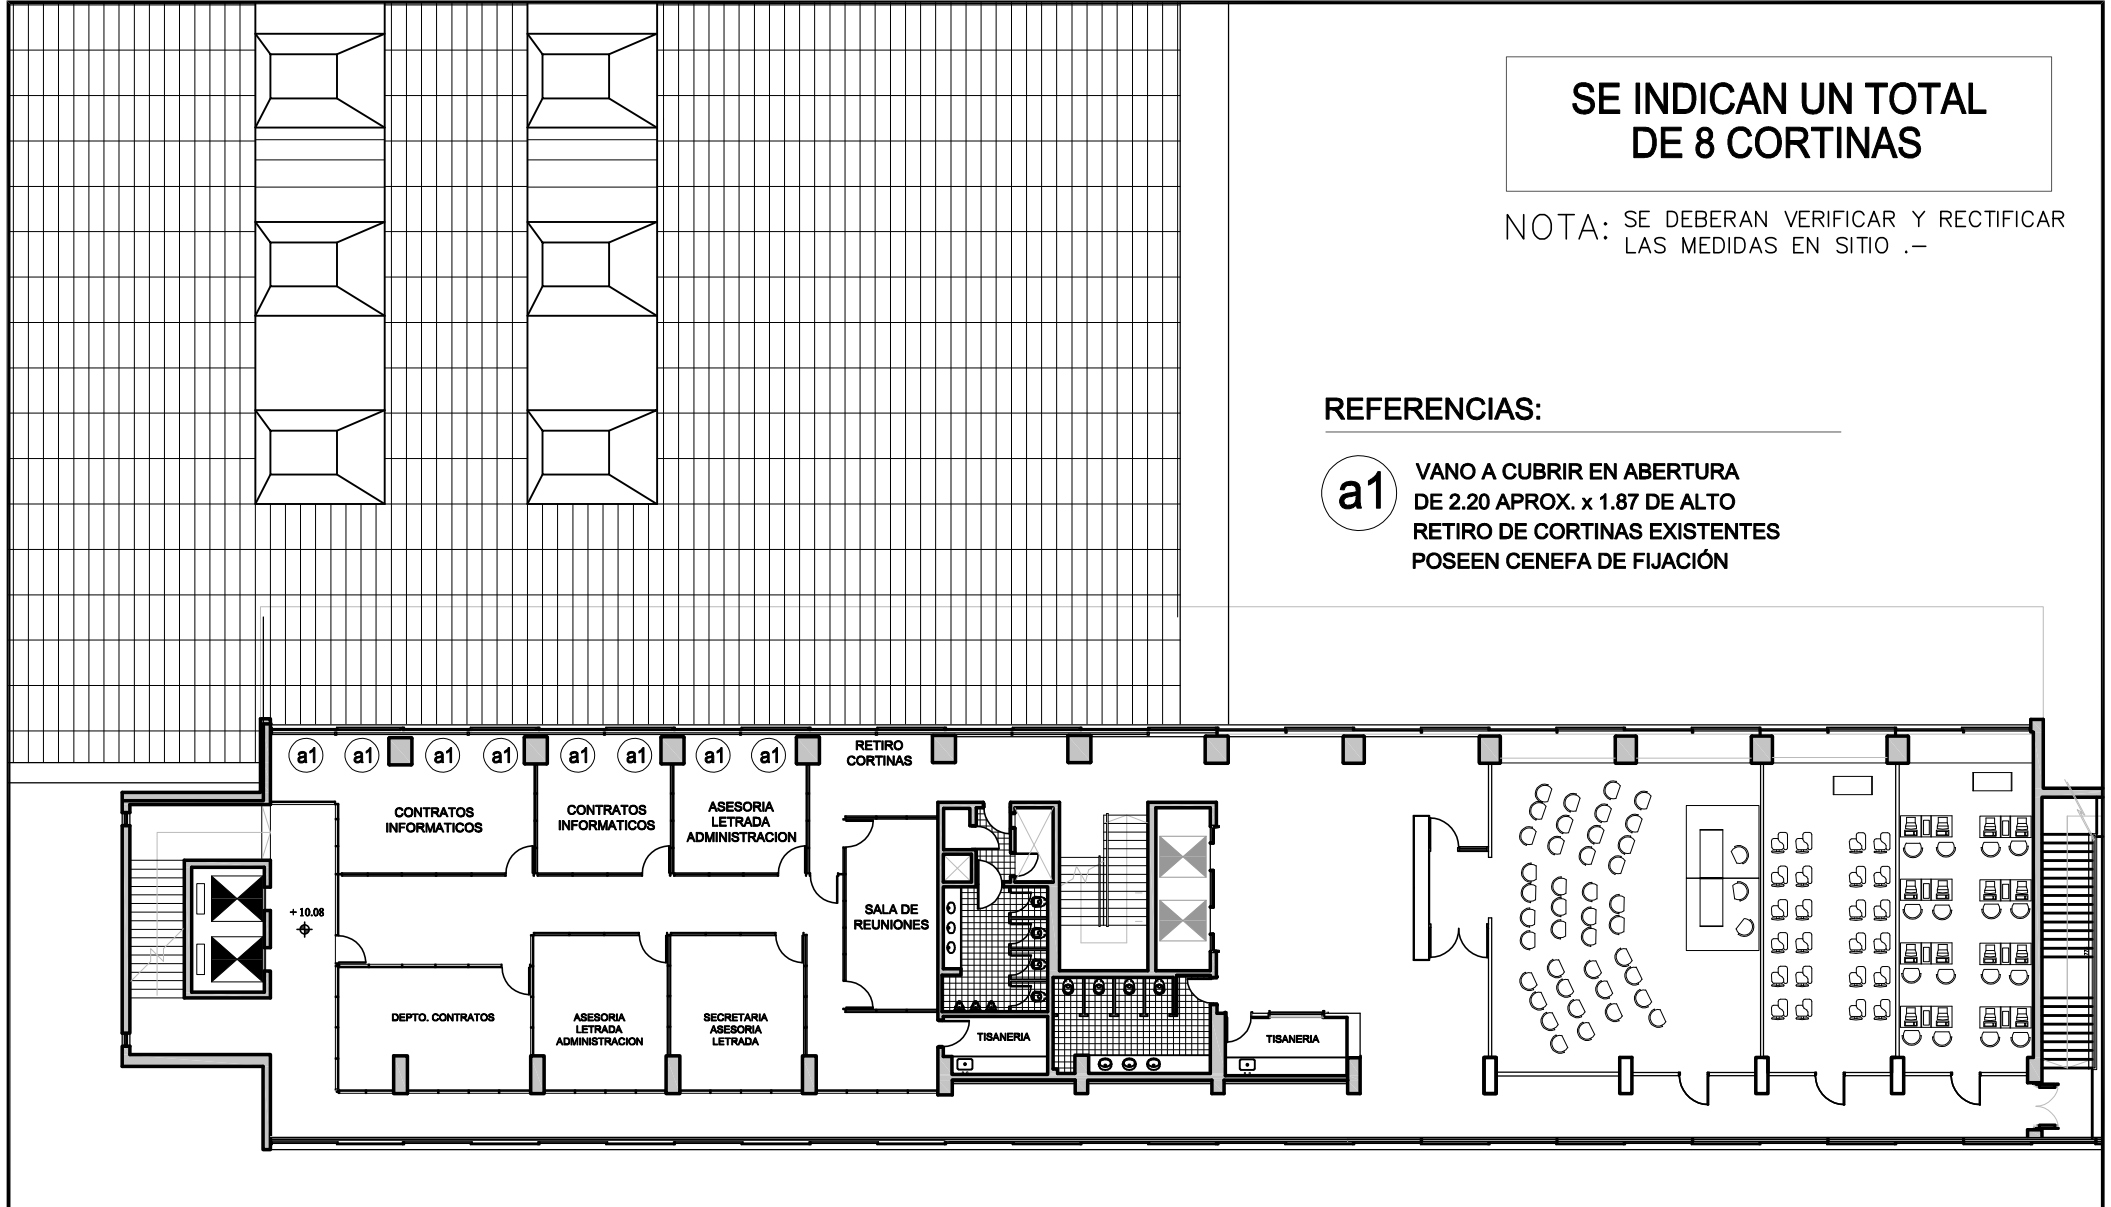 SE INDICAN UN TOTAL
DE 8 CORTINAS
NOTA: SE DEBERAN VERIFICAR Y RECTIFICAR
LAS MEDIDAS EN SITIO .-
REFERENCIAS:
a1
VANO A CUBRIR EN ABERTURA
DE 2.20 APROX. x 1.87 DE ALTO
RETIRO DE CORTINAS EXISTENTES
POSEEN CENEFA DE FIJACIÓN
a1 a1 a1 a1 a1 a1 a1 a1
RETIRO
CORTINAS
CONTRATOS
INFORMATICOS
CONTRATOS
INFORMATICOS
ASESORIA
LETRADA
ADMINISTRACION
SALA DE
REUNIONES
+ 10.08
DEPTO. CONTRATOS
ASESORIA
LETRADA
ADMINISTRACION
SECRETARIA
ASESORIA
LETRADA
TISANERIA
TISANERIA